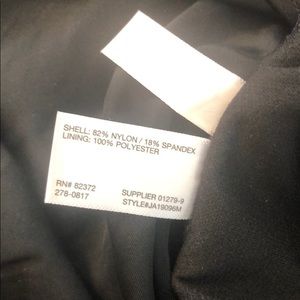 SHELL: 82% NYLON / 18% SPANDEX
LINING: 100% POLYESTER
RN# 82372
278-0817
SUPPLIER 01279-9
STYLE#JA19096M